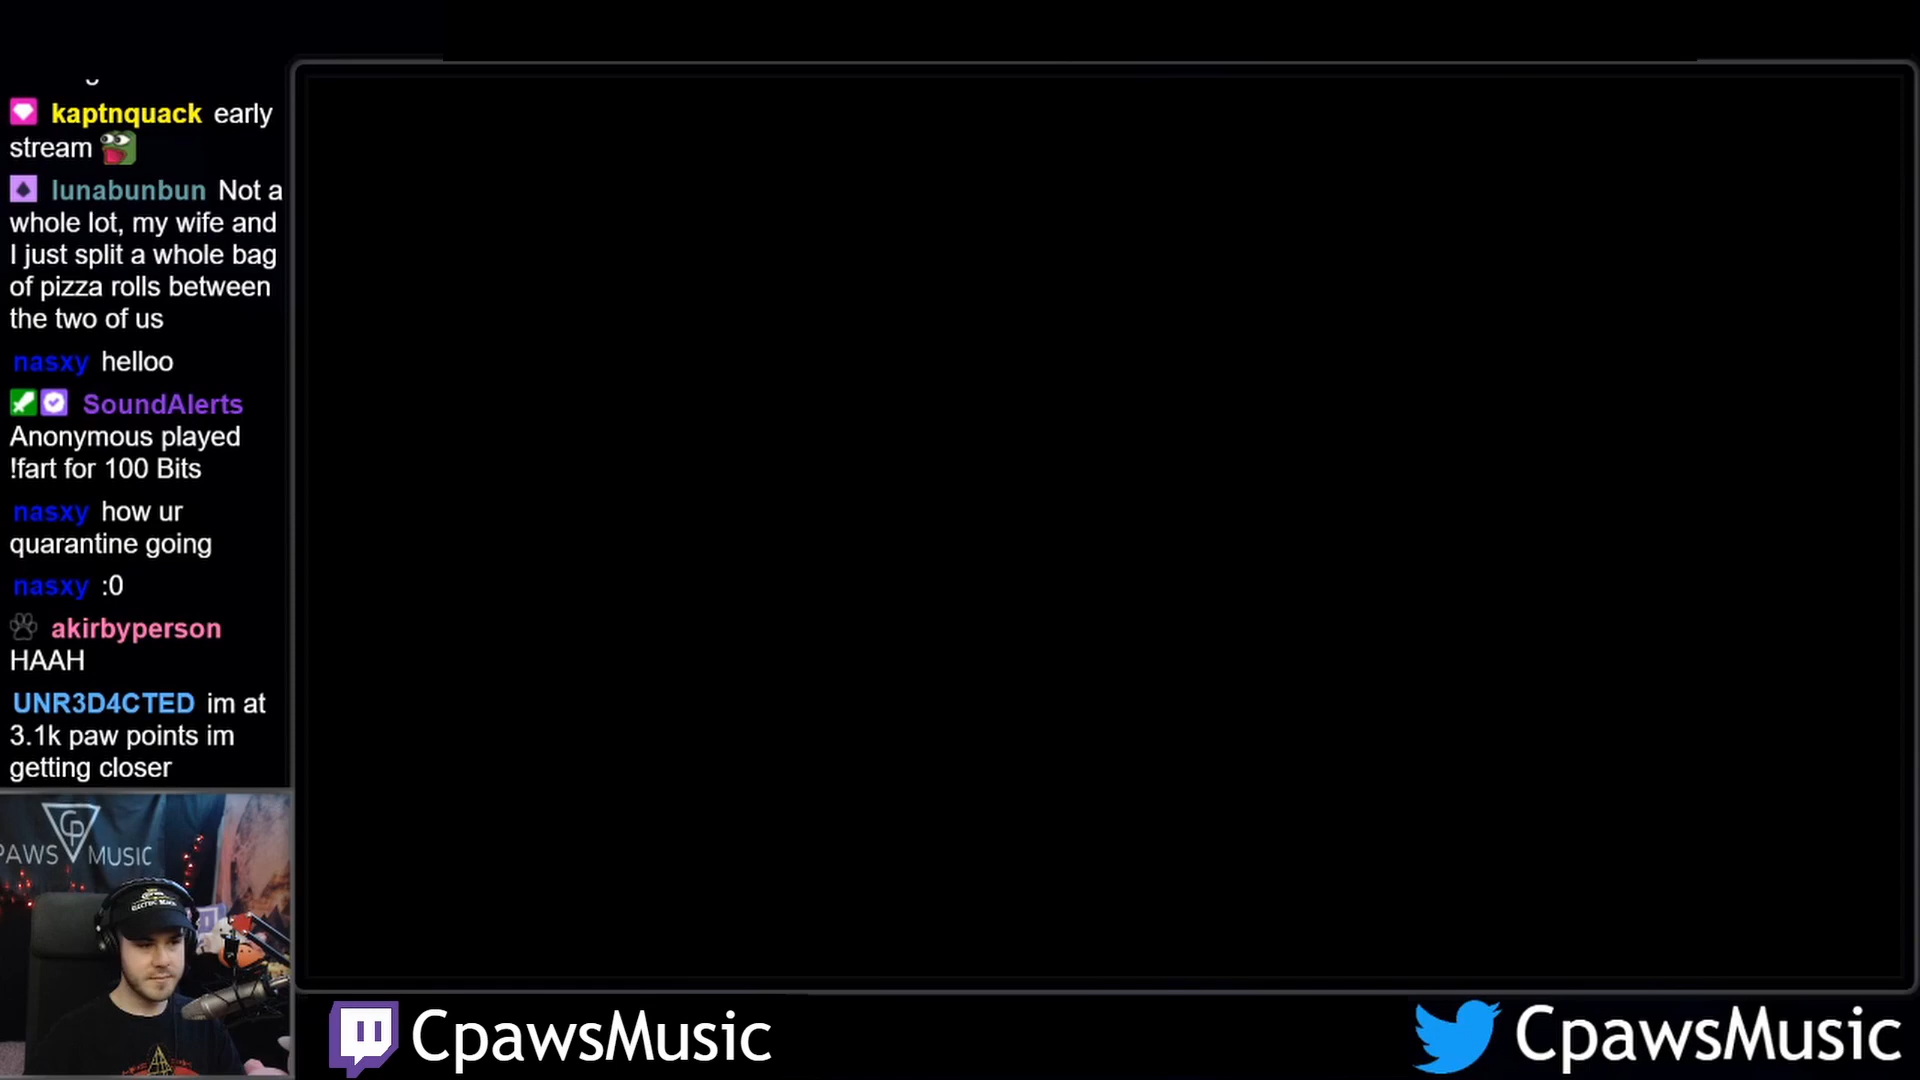 kaptnquack early
stream
lunabunbun Not a
whole lot, my wife and
I just split a whole bag
of pizza rolls between
the two of us
nasxy helloo
SoundAlerts
Anonymous played
!fart for 100 Bits
nasxy how ur
quarantine going
nasxy :0
akirbyperson
HAAH
UNR3D4CTED im at
3.1k paw points im
getting closer
CP
PAWS MUSIC
CpawsMusic
CpawsMusic